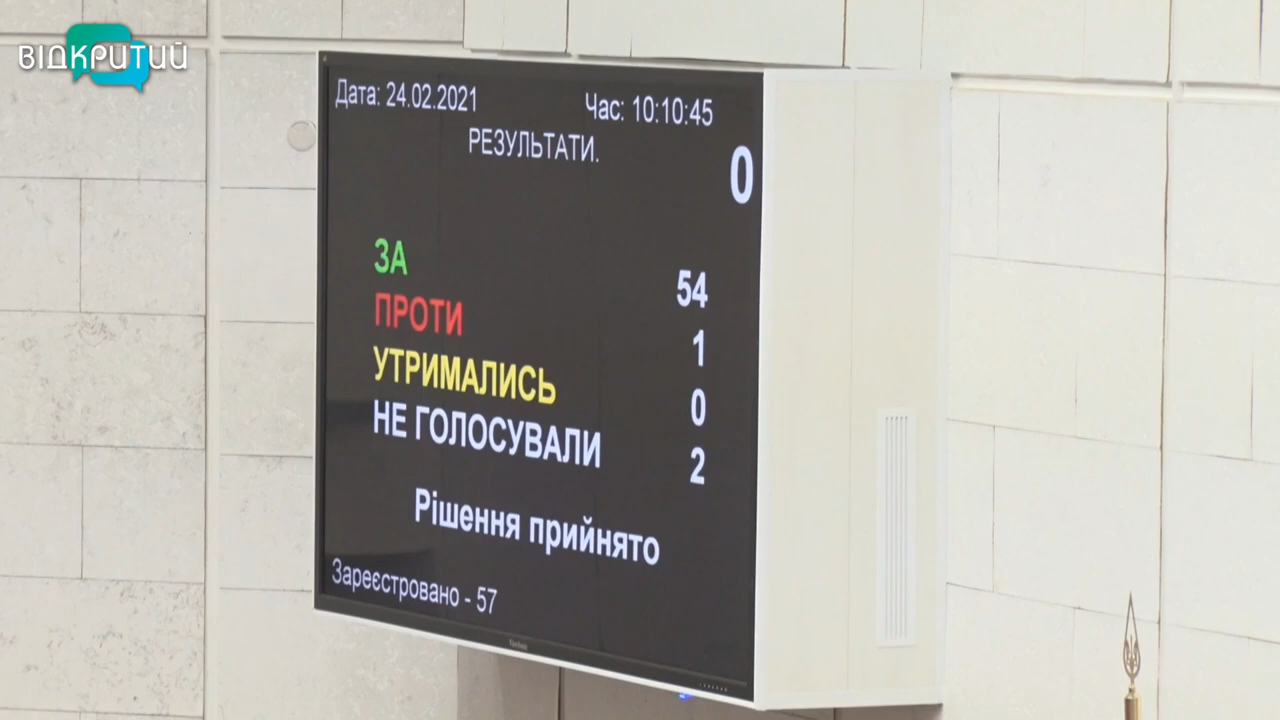 ВІДКРИТИЙ
Дата: 24.02.2021 Час: 10:10:45
РЕЗУЛЬТАТИ.
0
ЗА 54
ПРОТИ 1
УТРИМАЛИСЬ 0
НЕ ГОЛОСУВАЛИ 2
Рішення прийнято
Зареєстровано - 57